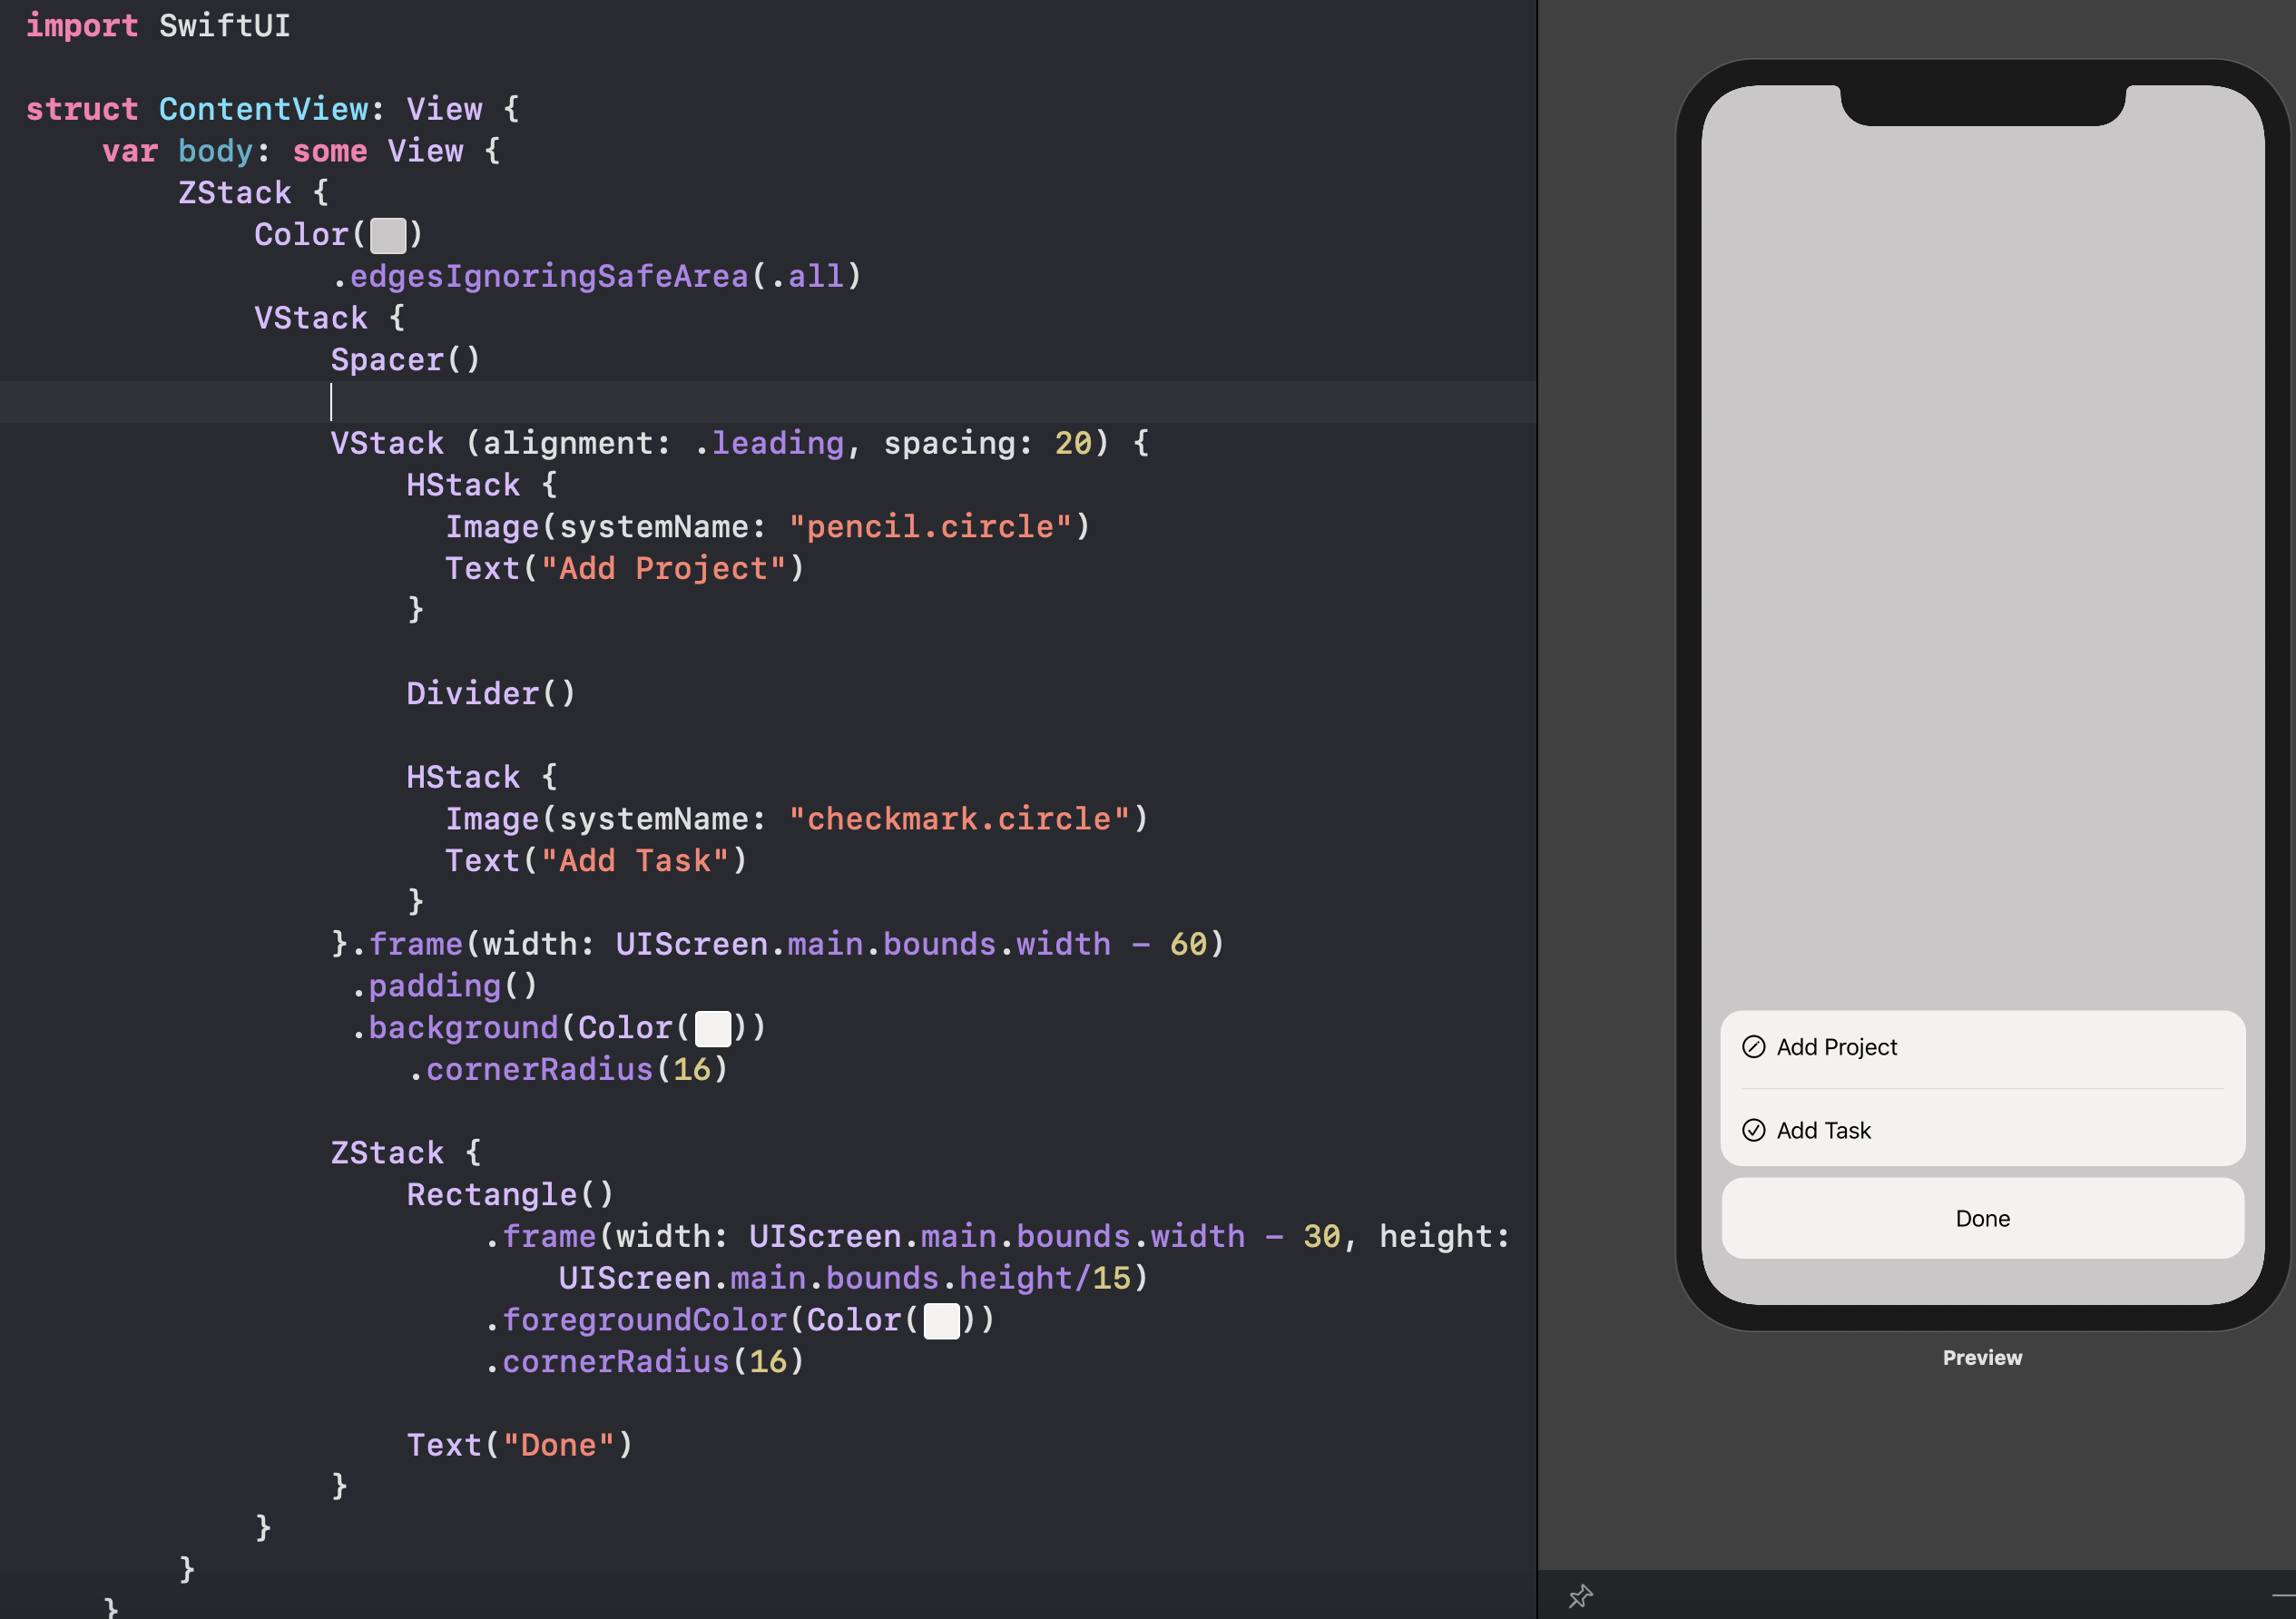 import SwiftUI
struct ContentView: View {
var body: some View {
ZStack {
Color( )
.edgesIgnoringSafeArea(.all)
VStack {
Spacer()
VStack (alignment: .leading, spacing: 20) {
HStack {
Image(systemName: "pencil.circle")
Text("Add Project")
}
Divider()
HStack {
Image(systemName: "checkmark.circle")
Text("Add Task")
}
}.frame(width: UIScreen.main.bounds.width - 60)
.padding()
.background(Color( ))
.cornerRadius(16)
ZStack {
Rectangle()
.frame(width: UIScreen.main.bounds.width - 30, height:
UIScreen.main.bounds.height/15)
.foregroundColor(Color( ))
.cornerRadius(16)
Text("Done")
}
}
}
}
Add Project
Add Task
Done
Preview